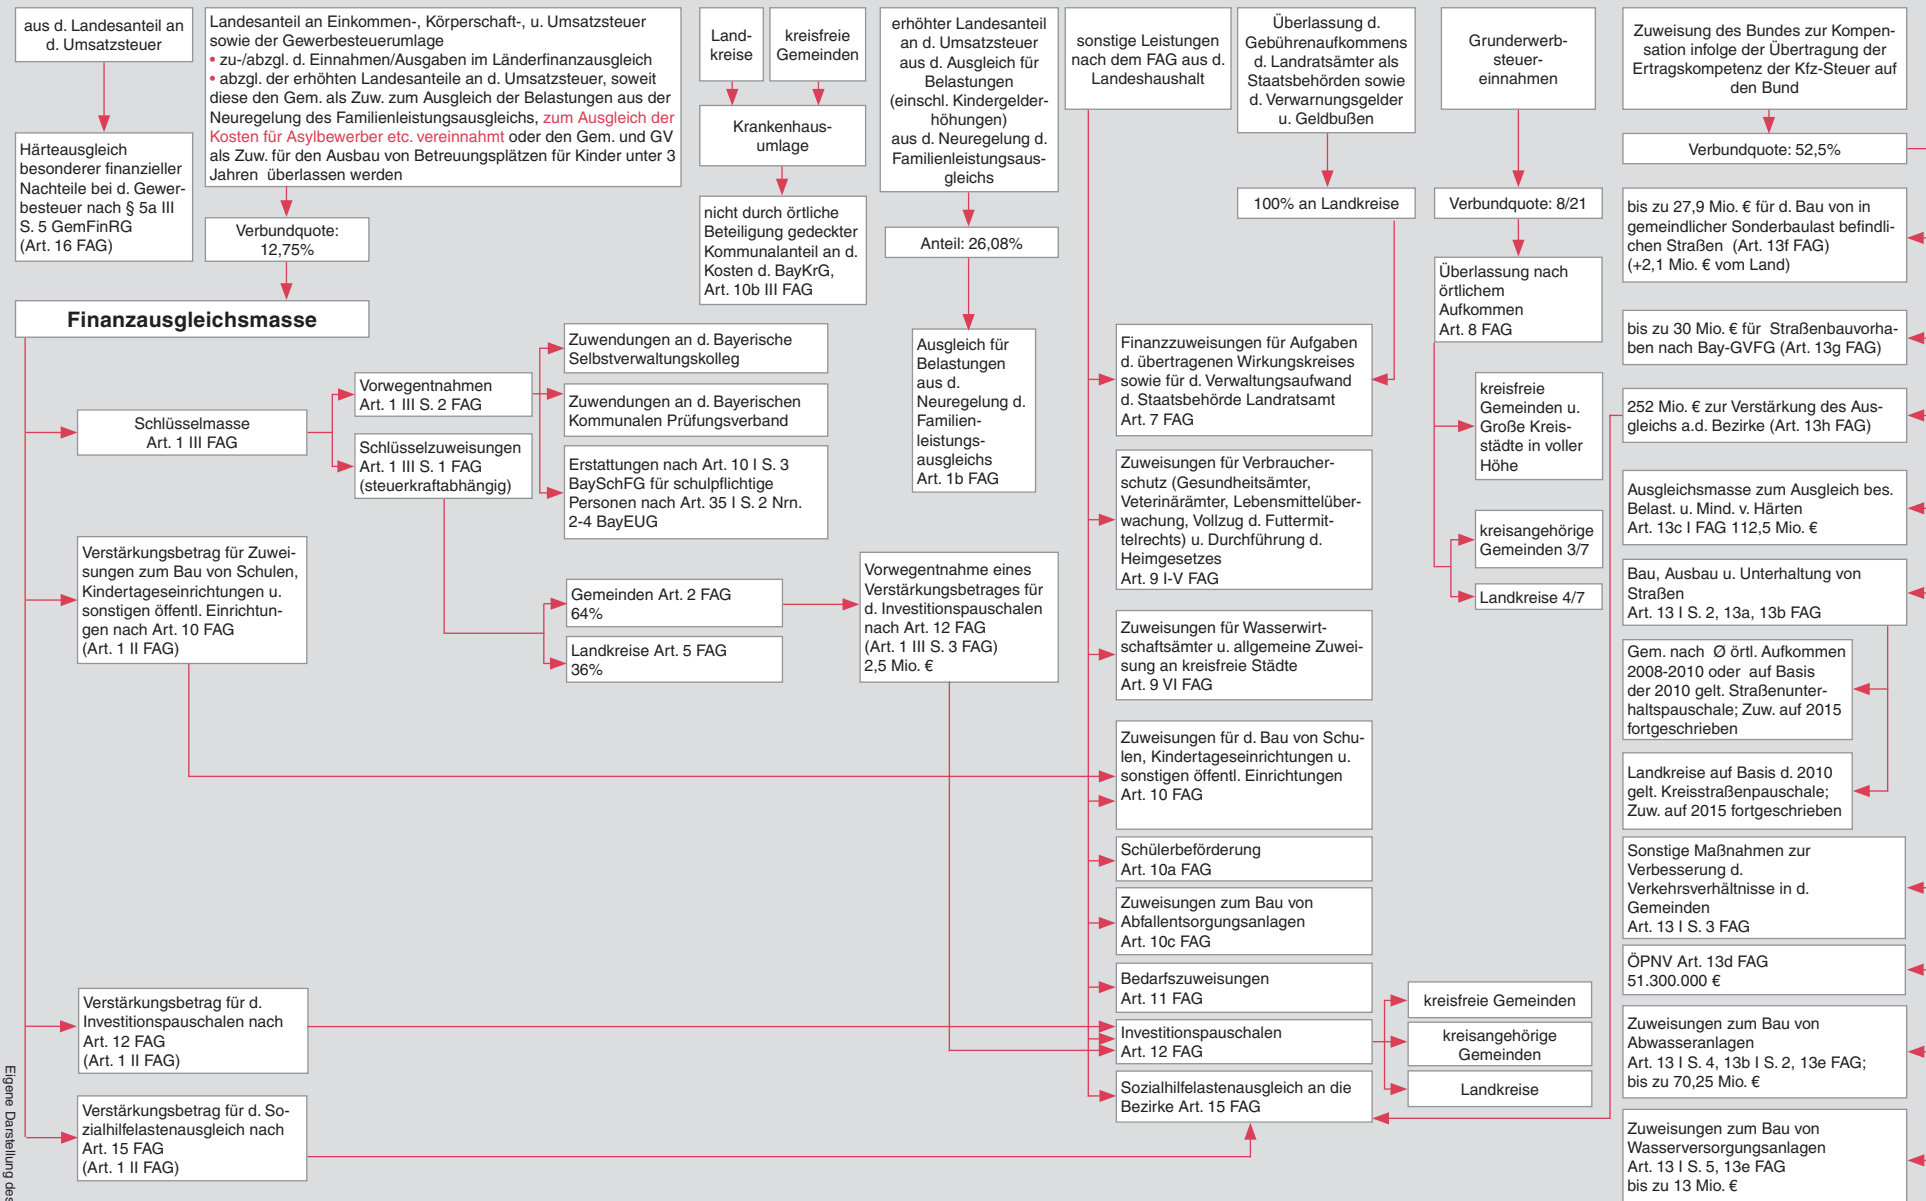 aus d. Landesanteil an
d. Umsatzsteuer
Härteausgleich
besonderer finanzieller
Nachteile bei d. Gewer-
besteuer nach § 5a III
S. 5 GemFinRG
(Art. 16 FAG)
Landesanteil an Einkommen-, Körperschaft-, u. Umsatzsteuer
sowie der Gewerbesteuerumlage
• zu-/abzgl. d. Einnahmen/Ausgaben im Länderfinanzausgleich
• abzgl. der erhöhten Landesanteile an d. Umsatzsteuer, soweit
diese den Gem. als Zuw. zum Ausgleich der Belastungen aus der
Neuregelung des Familienleistungsausgleichs, zum Ausgleich der
Kosten für Asylbewerber etc. vereinnahmt oder den Gem. und GV
als Zuw. für den Ausbau von Betreuungsplätzen für Kinder unter 3
Jahren überlassen werden
Verbundquote:
12,75%
Finanzausgleichsmasse
Land-
kreise
kreisfreie
Gemeinden
Krankenhaus-
umlage
nicht durch örtliche
Beteiligung gedeckter
Kommunalanteil an d.
Kosten d. BayKrG,
Art. 10b III FAG
erhöhter Landesanteil
an d. Umsatzsteuer
aus d. Ausgleich für
Belastungen
(einschl. Kindergelder-
höhungen)
aus d. Neuregelung d.
Familienleistungsaus-
gleichs
Anteil: 26,08%
Ausgleich für
Belastungen
aus d.
Neuregelung d.
Familien-
leistungs-
ausgleichs
Art. 1b FAG
sonstige Leistungen
nach dem FAG aus d.
Landeshaushalt
Überlassung d.
Gebührenaufkommens
d. Landratsämter als
Staatsbehörden sowie
d. Verwarnungsgelder
u. Geldbußen
100% an Landkreise
Grunderwerb-
steuer-
einnahmen
Verbundquote: 8/21
Überlassung nach
örtlichem
Aufkommen
Art. 8 FAG
kreisfreie
Gemeinden u.
Große Kreis-
städte in voller
Höhe
kreisangehörige
Gemeinden 3/7
Landkreise 4/7
Zuweisung des Bundes zur Kompen-
sation infolge der Übertragung der
Ertragskompetenz der Kfz-Steuer auf
den Bund
Verbundquote: 52,5%
bis zu 27,9 Mio. € für d. Bau von in
gemeindlicher Sonderbaulast befindli-
chen Straßen (Art. 13f FAG)
(+2,1 Mio. € vom Land)
bis zu 30 Mio. € für Straßenbauvorha-
ben nach Bay-GVFG (Art. 13g FAG)
252 Mio. € zur Verstärkung des Aus-
gleichs a.d. Bezirke (Art. 13h FAG)
Ausgleichsmasse zum Ausgleich bes.
Belast. u. Mind. v. Härten
Art. 13c I FAG 112,5 Mio. €
Bau, Ausbau u. Unterhaltung von
Straßen
Art. 13 I S. 2, 13a, 13b FAG
Gem. nach Ø örtl. Aufkommen
2008-2010 oder auf Basis
der 2010 gelt. Straßenunter-
haltspauschale; Zuw. auf 2015
fortgeschrieben
Landkreise auf Basis d. 2010
gelt. Kreisstraßenpauschale;
Zuw. auf 2015 fortgeschrieben
Sonstige Maßnahmen zur
Verbesserung d.
Verkehrsverhältnisse in d.
Gemeinden
Art. 13 I S. 3 FAG
ÖPNV Art. 13d FAG
51.300.000 €
Zuweisungen zum Bau von
Abwasseranlagen
Art. 13 I S. 4, 13b I S. 2, 13e FAG;
bis zu 70,25 Mio. €
Zuweisungen zum Bau von
Wasserversorgungsanlagen
Art. 13 I S. 5, 13e FAG
bis zu 13 Mio. €
Schlüsselmasse
Art. 1 III FAG
Vorwegentnahmen
Art. 1 III S. 2 FAG
Schlüsselzuweisungen
Art. 1 III S. 1 FAG
(steuerkraftabhängig)
Zuwendungen an d. Bayerische
Selbstverwaltungskolleg
Zuwendungen an d. Bayerischen
Kommunalen Prüfungsverband
Erstattungen nach Art. 10 I S. 3
BaySchFG für schulpflichtige
Personen nach Art. 35 I S. 2 Nrn.
2-4 BayEUG
Gemeinden Art. 2 FAG
64%
Landkreise Art. 5 FAG
36%
Vorwegentnahme eines
Verstärkungsbetrages für
d. Investitionspauschalen
nach Art. 12 FAG
(Art. 1 III S. 3 FAG)
2,5 Mio. €
Verstärkungsbetrag für Zuwei-
sungen zum Bau von Schulen,
Kindertageseinrichtungen u.
sonstigen öffentl. Einrichtun-
gen nach Art. 10 FAG
(Art. 1 II FAG)
Verstärkungsbetrag für d.
Investitionspauschalen nach
Art. 12 FAG
(Art. 1 II FAG)
Verstärkungsbetrag für d. So-
zialhilfelastenausgleich nach
Art. 15 FAG
(Art. 1 II FAG)
Finanzzuweisungen für Aufgaben
d. übertragenen Wirkungskreises
sowie für d. Verwaltungsaufwand
d. Staatsbehörde Landratsamt
Art. 7 FAG
Zuweisungen für Verbraucher-
schutz (Gesundheitsämter,
Veterinärämter, Lebensmittelüber-
wachung, Vollzug d. Futtermit-
telrechts) u. Durchführung d.
Heimgesetzes
Art. 9 I-V FAG
Zuweisungen für Wasserwirt-
schaftsämter u. allgemeine Zuwei-
sung an kreisfreie Städte
Art. 9 VI FAG
Zuweisungen für d. Bau von Schu-
len, Kindertageseinrichtungen u.
sonstigen öffentl. Einrichtungen
Art. 10 FAG
Schülerbeförderung
Art. 10a FAG
Zuweisungen zum Bau von
Abfallentsorgungsanlagen
Art. 10c FAG
Bedarfszuweisungen
Art. 11 FAG
Investitionspauschalen
Art. 12 FAG
Sozialhilfelastenausgleich an die
Bezirke Art. 15 FAG
kreisfreie Gemeinden
kreisangehörige
Gemeinden
Landkreise
Eigene Darstellung des